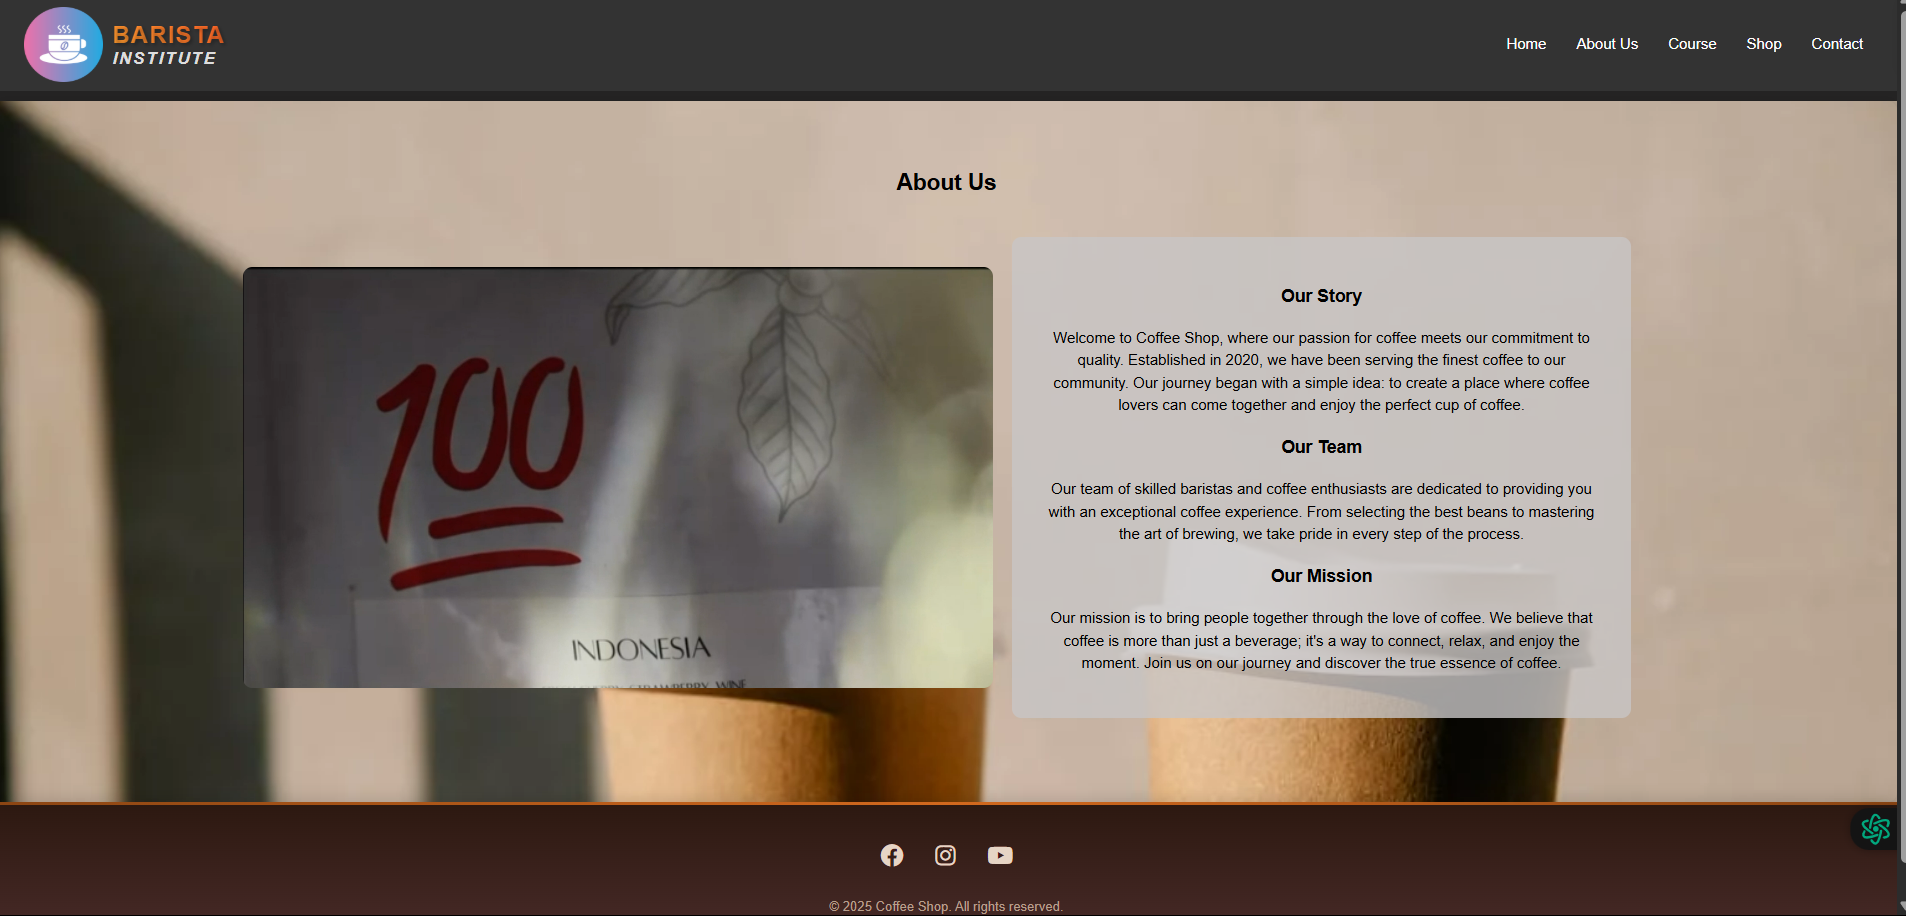 BARISTA
INSTITUTE
Home About Us Course Shop Contact
About Us
100
INDONESIA
STRAWBERRY, WINE
Our Story
Welcome to Coffee Shop, where our passion for coffee meets our commitment to
quality. Established in 2020, we have been serving the finest coffee to our
community. Our journey began with a simple idea: to create a place where coffee
lovers can come together and enjoy the perfect cup of coffee.
Our Team
Our team of skilled baristas and coffee enthusiasts are dedicated to providing you
with an exceptional coffee experience. From selecting the best beans to mastering
the art of brewing, we take pride in every step of the process.
Our Mission
Our mission is to bring people together through the love of coffee. We believe that
coffee is more than just a beverage; it's a way to connect, relax, and enjoy the
moment. Join us on our journey and discover the true essence of coffee.
© 2025 Coffee Shop. All rights reserved.